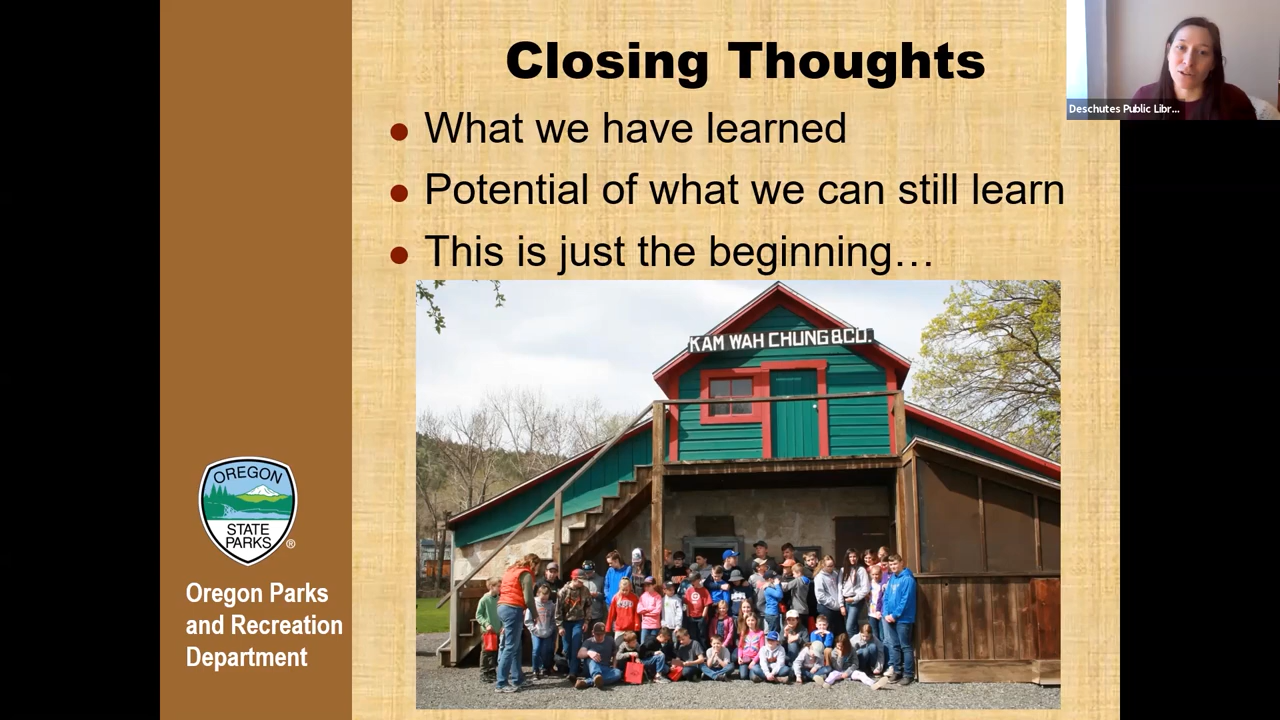 Closing Thoughts
What we have learned
Potential of what we can still learn
This is just the beginning…
Deschutes Public Libr...
KAM WAH CHUNG & CO.
OREGON
STATE
PARKS
®
Oregon Parks
and Recreation
Department